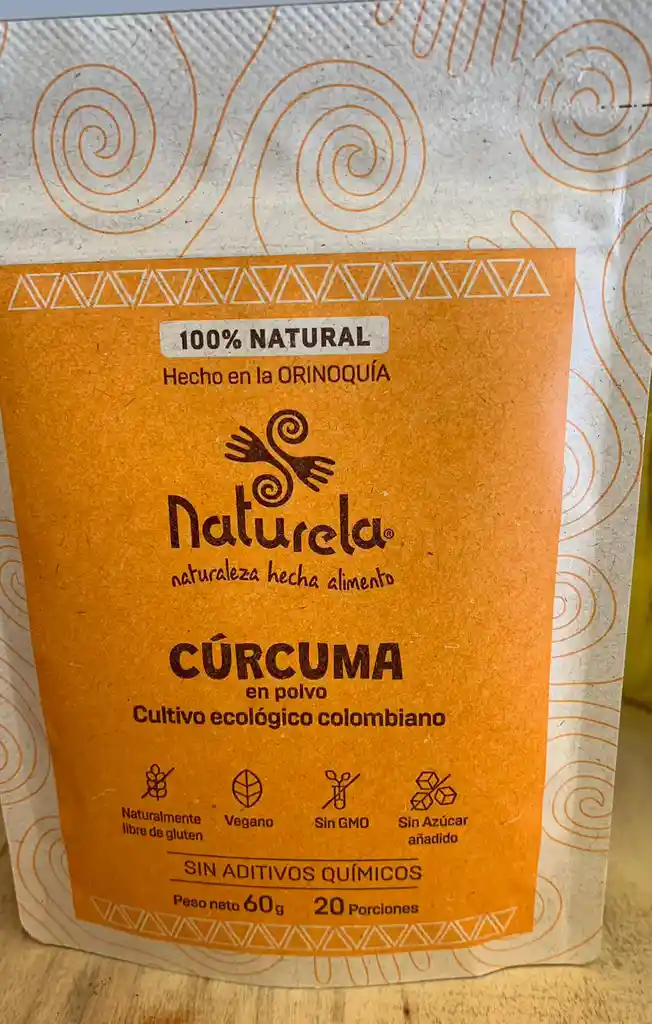 100% NATURAL
Hecho en la ORINOQUÍA
Naturela®
naturaleza hecha alimento
CÚRCUMA
en polvo
Cultivo ecológico colombiano
Naturalmente
libre de gluten
Vegano
Sin GMO
Sin Azúcar
añadido
SIN ADITIVOS QUÍMICOS
Peso neto 60g 20 Porciones